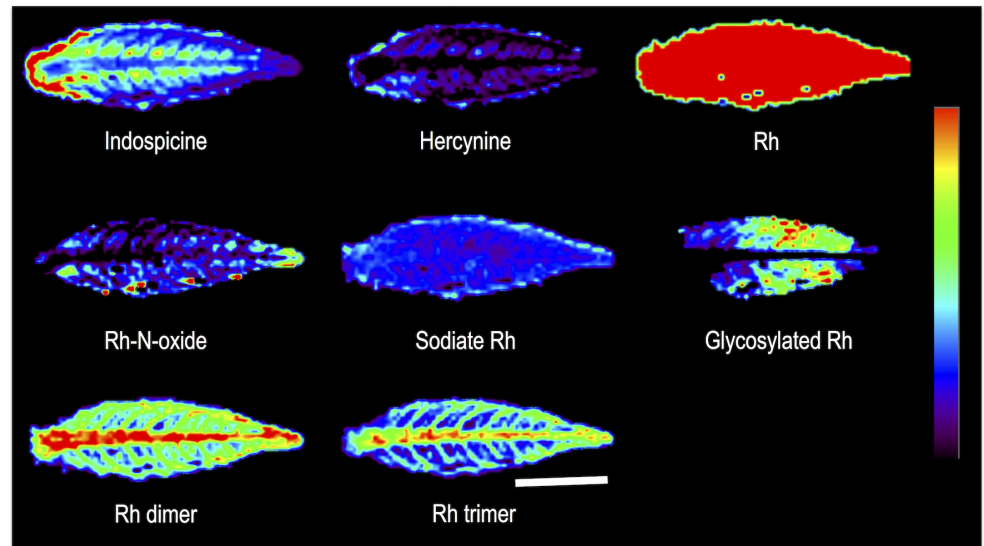 Indospicine
Hercynine
Rh
Rh-N-oxide
Sodiate Rh
Glycosylated Rh
Rh dimer
Rh trimer